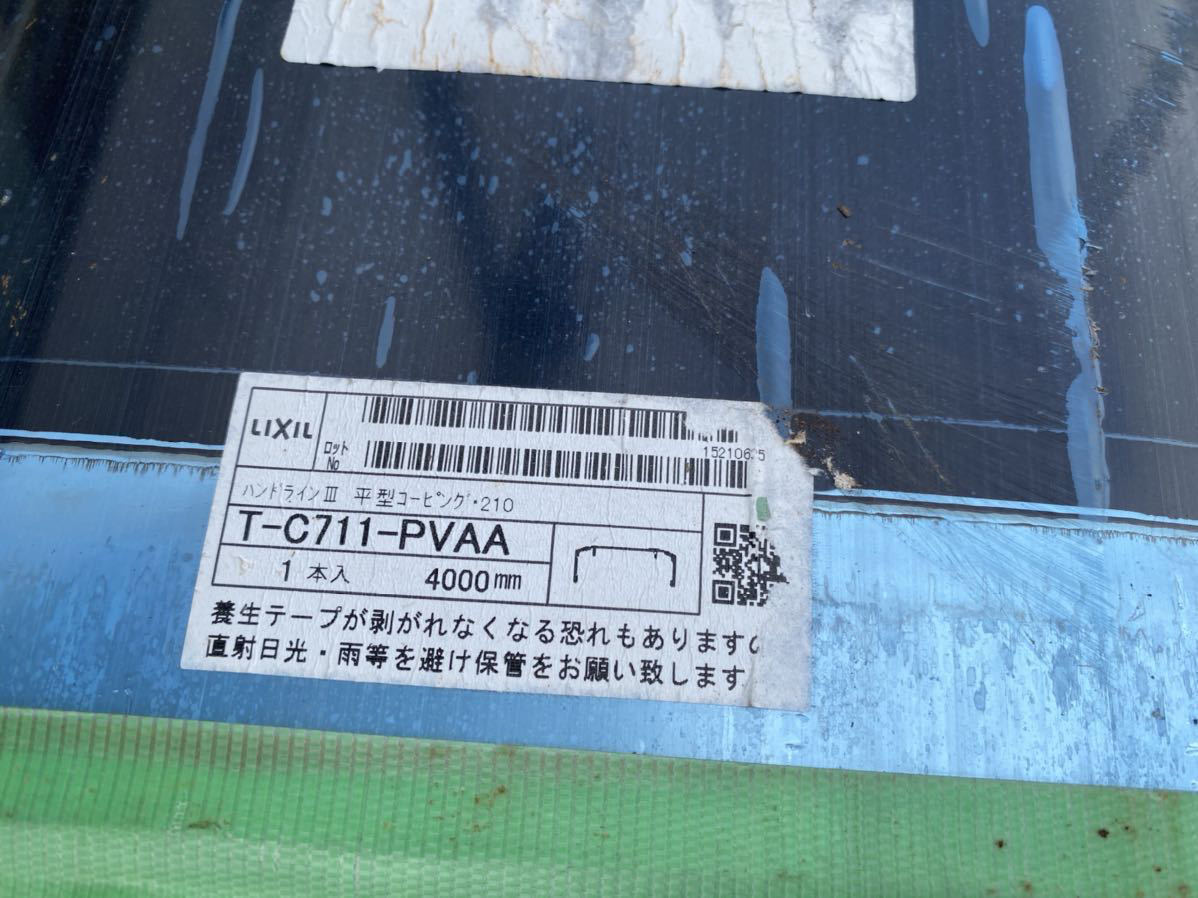 LIXIL
ロット
No
ハンドラインⅢ 平型コーピング・210
T-C711-PVAA
1本入 4000mm
養生テープが剥がれなくなる恐れもありますの
直射日光・雨等を避け保管をお願い致します